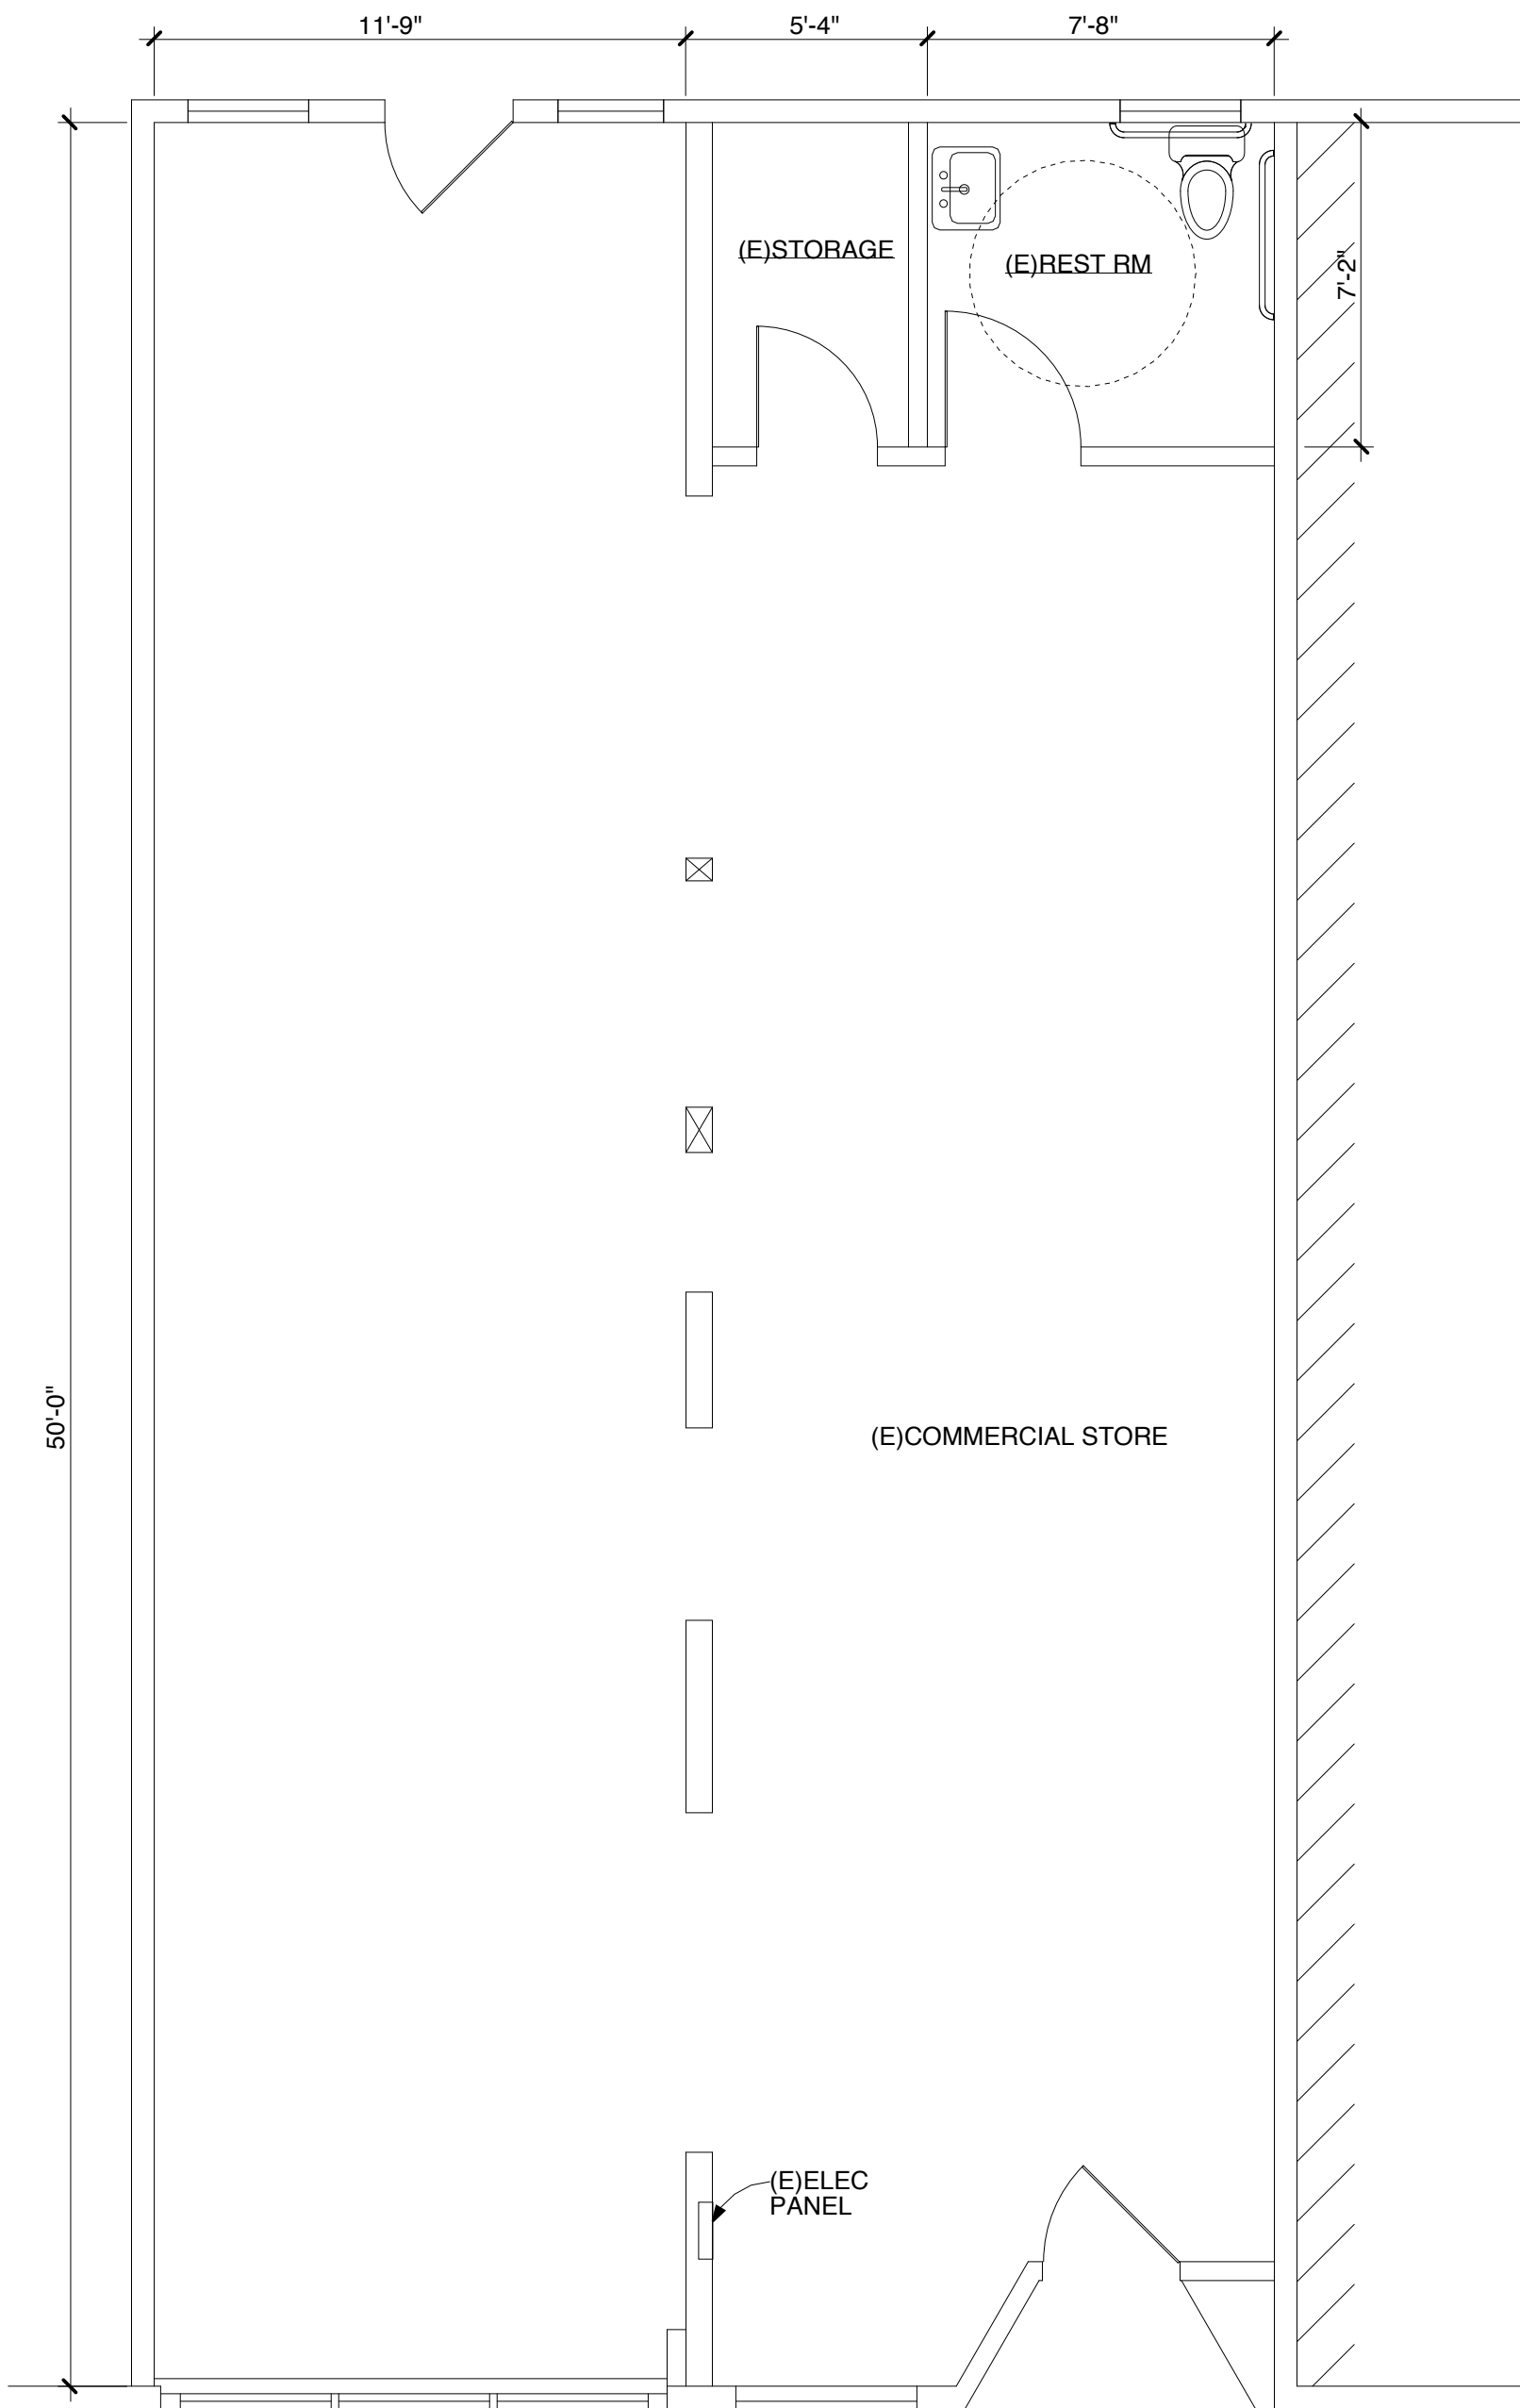 11'-9"
5'-4"
7'-8"
(E)STORAGE
(E)REST RM
7'-2"
50'-0"
(E)COMMERCIAL STORE
(E)ELEC
PANEL